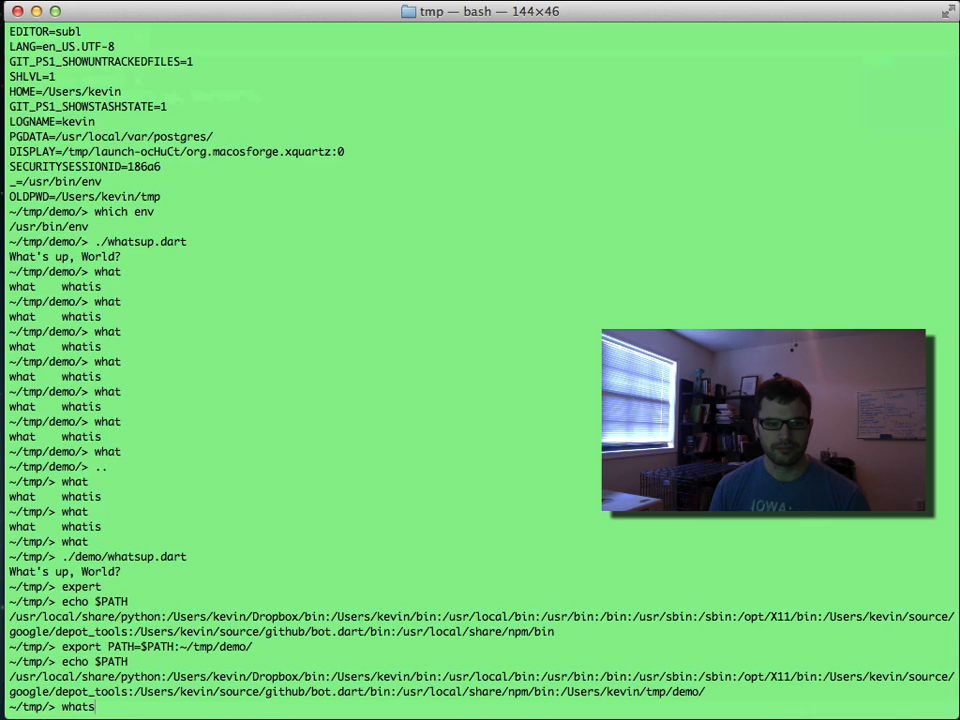 tmp — bash — 144×46
EDITOR=subl
LANG=en_US.UTF-8
GIT_PS1_SHOWUNTRACKEDFILES=1
SHLVL=1
HOME=/Users/kevin
GIT_PS1_SHOWSTASHSTATE=1
LOGNAME=kevin
PGDATA=/usr/local/var/postgres/
DISPLAY=/tmp/launch-ocHuCt/org.macosforge.xquartz:0
SECURITYSESSIONID=186a6
_=/usr/bin/env
OLDPWD=/Users/kevin/tmp
~/tmp/demo/> which env
/usr/bin/env
~/tmp/demo/> ./whatsup.dart
What's up, World?
~/tmp/demo/> what
what    whatis
~/tmp/demo/> what
what    whatis
~/tmp/demo/> what
what    whatis
~/tmp/demo/> what
what    whatis
~/tmp/demo/> what
what    whatis
~/tmp/demo/> what
what    whatis
~/tmp/demo/> what
~/tmp/demo/> ..
~/tmp/> what
what    whatis
~/tmp/> what
what    whatis
~/tmp/> what
~/tmp/> ./demo/whatsup.dart
What's up, World?
~/tmp/> expert
~/tmp/> echo $PATH
/usr/local/share/python:/Users/kevin/Dropbox/bin:/Users/kevin/bin:/usr/local/bin:/usr/bin:/bin:/usr/sbin:/sbin:/opt/X11/bin:/Users/kevin/source/
google/depot_tools:/Users/kevin/source/github/bot.dart/bin:/usr/local/share/npm/bin
~/tmp/> export PATH=$PATH:~/tmp/demo/
~/tmp/> echo $PATH
/usr/local/share/python:/Users/kevin/Dropbox/bin:/Users/kevin/bin:/usr/local/bin:/usr/bin:/bin:/usr/sbin:/sbin:/opt/X11/bin:/Users/kevin/source/
google/depot_tools:/Users/kevin/source/github/bot.dart/bin:/usr/local/share/npm/bin:/Users/kevin/tmp/demo/
~/tmp/> whats
IOWA: